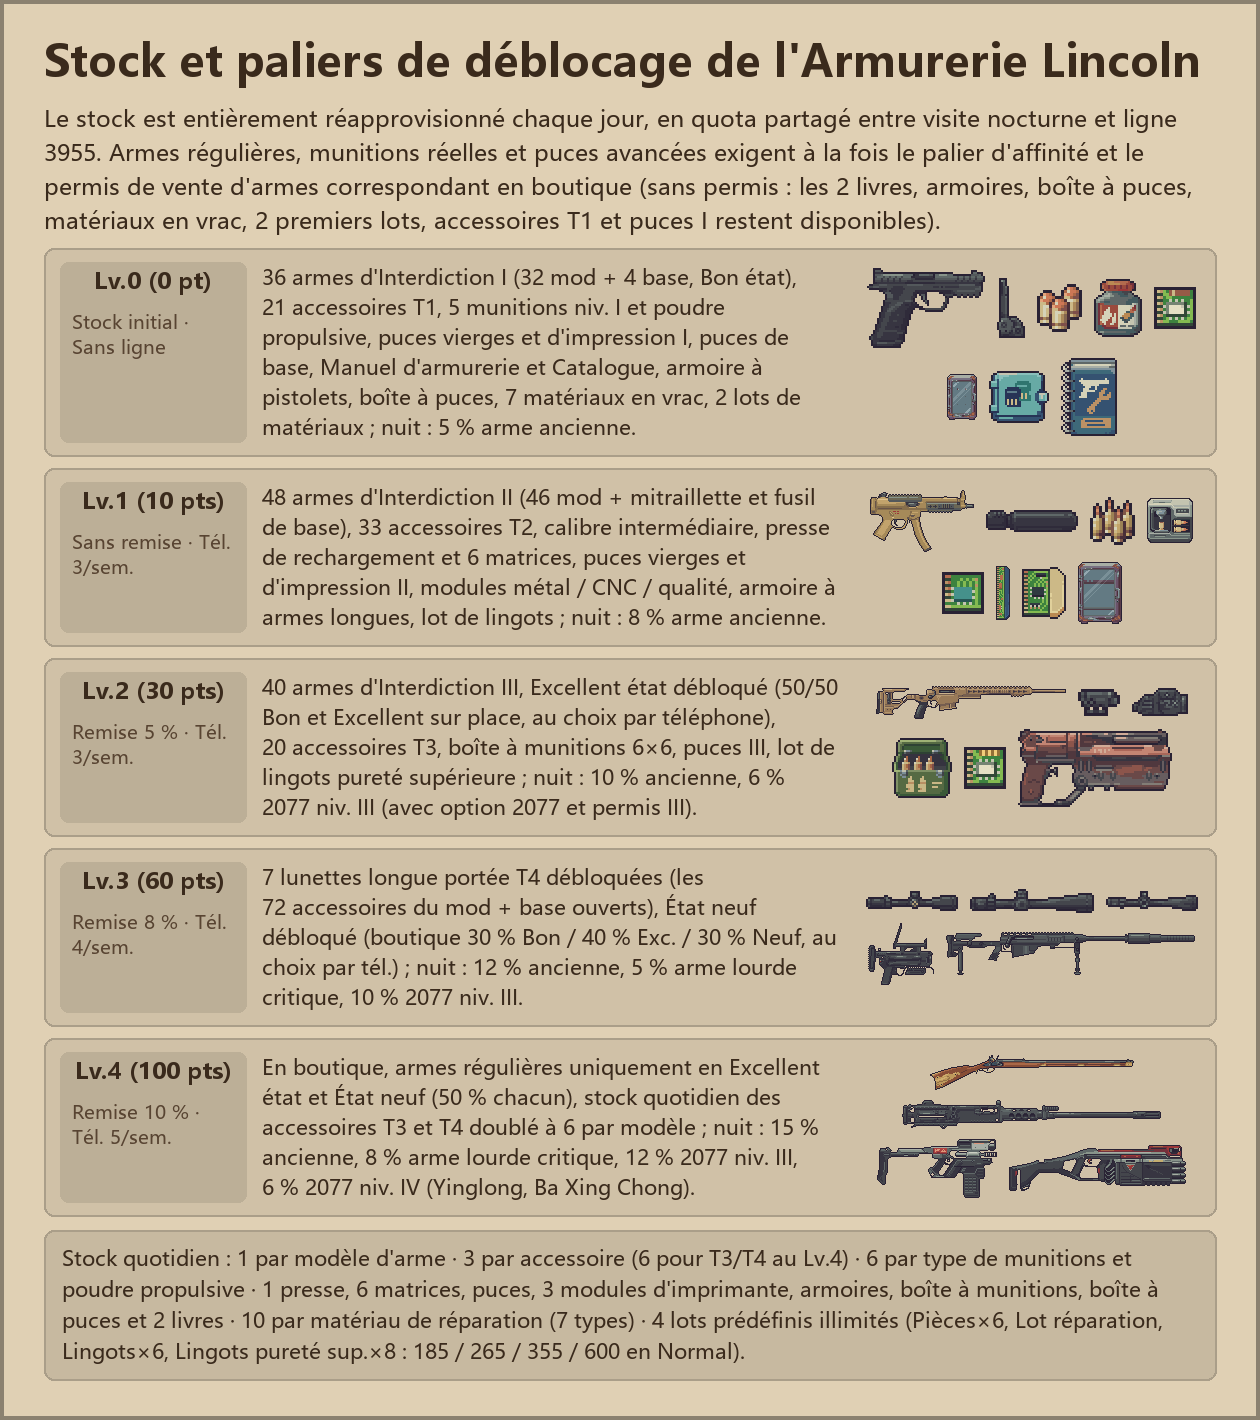 Stock et paliers de déblocage de l'Armurerie Lincoln
Le stock est entièrement réapprovisionné chaque jour, en quota partagé entre visite nocturne et ligne
3955. Armes régulières, munitions réelles et puces avancées exigent à la fois le palier d'affinité et le
permis de vente d'armes correspondant en boutique (sans permis : les 2 livres, armoires, boîte à puces,
matériaux en vrac, 2 premiers lots, accessoires T1 et puces I restent disponibles).
Lv.0 (0 pt)
Stock initial ·
Sans ligne
36 armes d'Interdiction I (32 mod + 4 base, Bon état),
21 accessoires T1, 5 munitions niv. I et poudre
propulsive, puces vierges et d'impression I, puces de
base, Manuel d'armurerie et Catalogue, armoire à
pistolets, boîte à puces, 7 matériaux en vrac, 2 lots de
matériaux ; nuit : 5 % arme ancienne.
Lv.1 (10 pts)
Sans remise · Tél.
3/sem.
48 armes d'Interdiction II (46 mod + mitraillette et fusil
de base), 33 accessoires T2, calibre intermédiaire, presse
de rechargement et 6 matrices, puces vierges et
d'impression II, modules métal / CNC / qualité, armoire à
armes longues, lot de lingots ; nuit : 8 % arme ancienne.
Lv.2 (30 pts)
Remise 5 % · Tél.
3/sem.
40 armes d'Interdiction III, Excellent état débloqué (50/50
Bon et Excellent sur place, au choix par téléphone),
20 accessoires T3, boîte à munitions 6×6, puces III, lot de
lingots pureté supérieure ; nuit : 10 % ancienne, 6 %
2077 niv. III (avec option 2077 et permis III).
Lv.3 (60 pts)
Remise 8 % · Tél.
4/sem.
7 lunettes longue portée T4 débloquées (les
72 accessoires du mod + base ouverts), État neuf
débloqué (boutique 30 % Bon / 40 % Exc. / 30 % Neuf, au
choix par tél.) ; nuit : 12 % ancienne, 5 % arme lourde
critique, 10 % 2077 niv. III.
Lv.4 (100 pts)
Remise 10 % ·
Tél. 5/sem.
En boutique, armes régulières uniquement en Excellent
état et État neuf (50 % chacun), stock quotidien des
accessoires T3 et T4 doublé à 6 par modèle ; nuit : 15 %
ancienne, 8 % arme lourde critique, 12 % 2077 niv. III,
6 % 2077 niv. IV (Yinglong, Ba Xing Chong).
Stock quotidien : 1 par modèle d'arme · 3 par accessoire (6 pour T3/T4 au Lv.4) · 6 par type de munitions et
poudre propulsive · 1 presse, 6 matrices, puces, 3 modules d'imprimante, armoires, boîte à munitions, boîte à
puces et 2 livres · 10 par matériau de réparation (7 types) · 4 lots prédéfinis illimités (Pièces×6, Lot réparation,
Lingots×6, Lingots pureté sup.×8 : 185 / 265 / 355 / 600 en Normal).